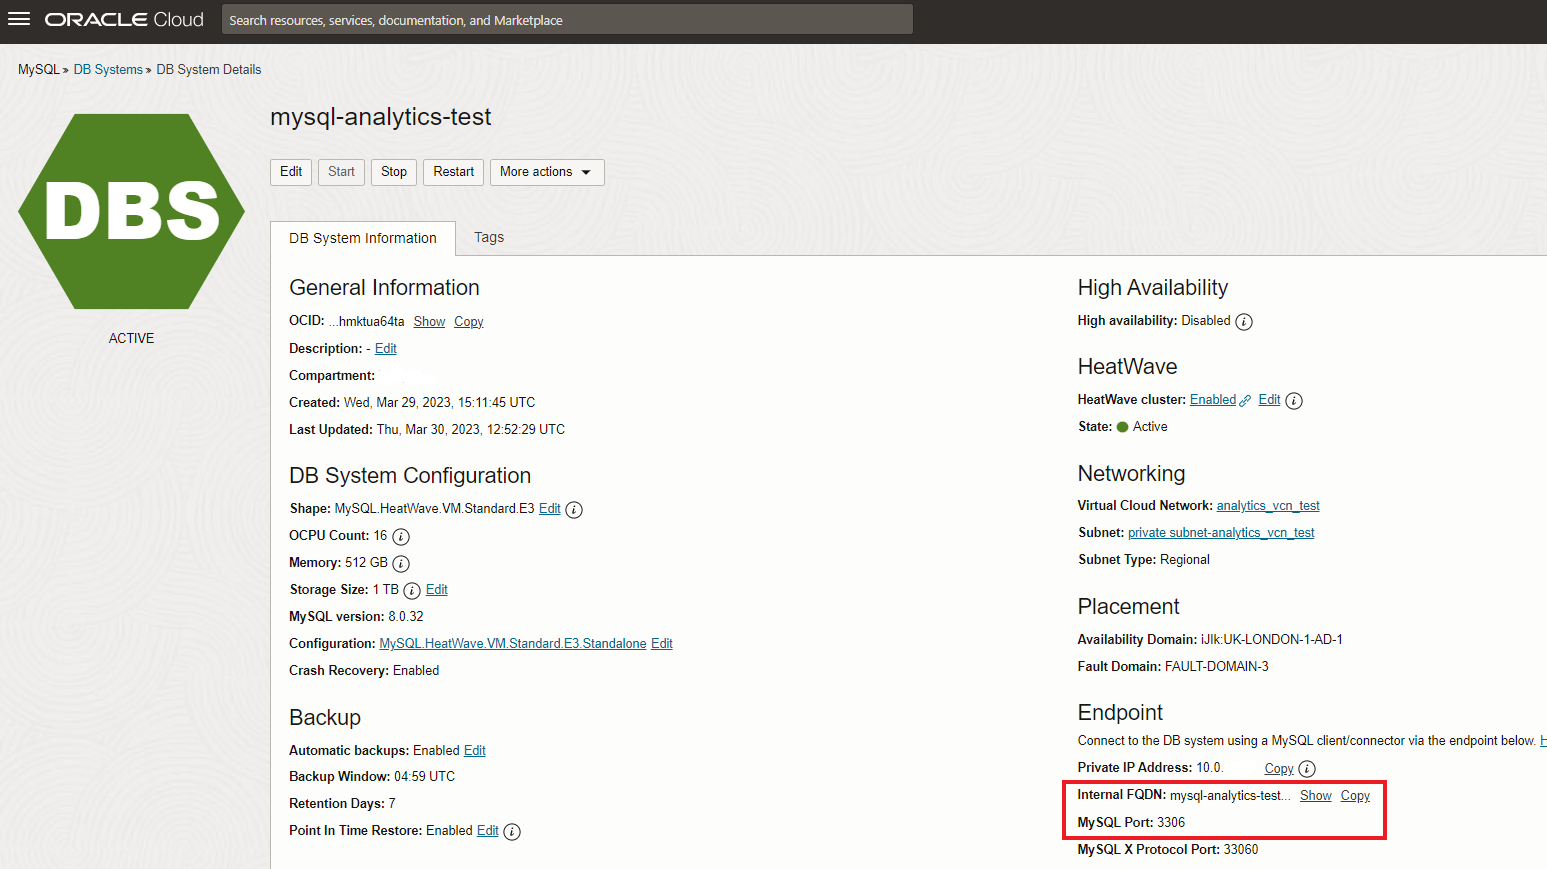 ORACLE Cloud
Search resources, services, documentation, and Marketplace
MySQL » DB Systems » DB System Details
DBS
ACTIVE
mysql-analytics-test
Edit
Start
Stop
Restart
More actions
DB System Information
Tags
General Information
OCID: ...hmktua64ta Show Copy
Description: - Edit
Compartment:
Created: Wed, Mar 29, 2023, 15:11:45 UTC
Last Updated: Thu, Mar 30, 2023, 12:52:29 UTC
DB System Configuration
Shape: MySQL.HeatWave.VM.Standard.E3 Edit i
OCPU Count: 16 i
Memory: 512 GB i
Storage Size: 1 TB i Edit
MySQL version: 8.0.32
Configuration: MySQL.HeatWave.VM.Standard.E3.Standalone Edit
Crash Recovery: Enabled
Backup
Automatic backups: Enabled Edit
Backup Window: 04:59 UTC
Retention Days: 7
Point In Time Restore: Enabled Edit i
High Availability
High availability: Disabled i
HeatWave
HeatWave cluster: Enabled Edit i
State: Active
Networking
Virtual Cloud Network: analytics_vcn_test
Subnet: private subnet-analytics_vcn_test
Subnet Type: Regional
Placement
Availability Domain: iJlk:UK-LONDON-1-AD-1
Fault Domain: FAULT-DOMAIN-3
Endpoint
Connect to the DB system using a MySQL client/connector via the endpoint below.
Private IP Address: 10.0. Copy i
Internal FQDN: mysql-analytics-test... Show Copy
MySQL Port: 3306
MySQL X Protocol Port: 33060